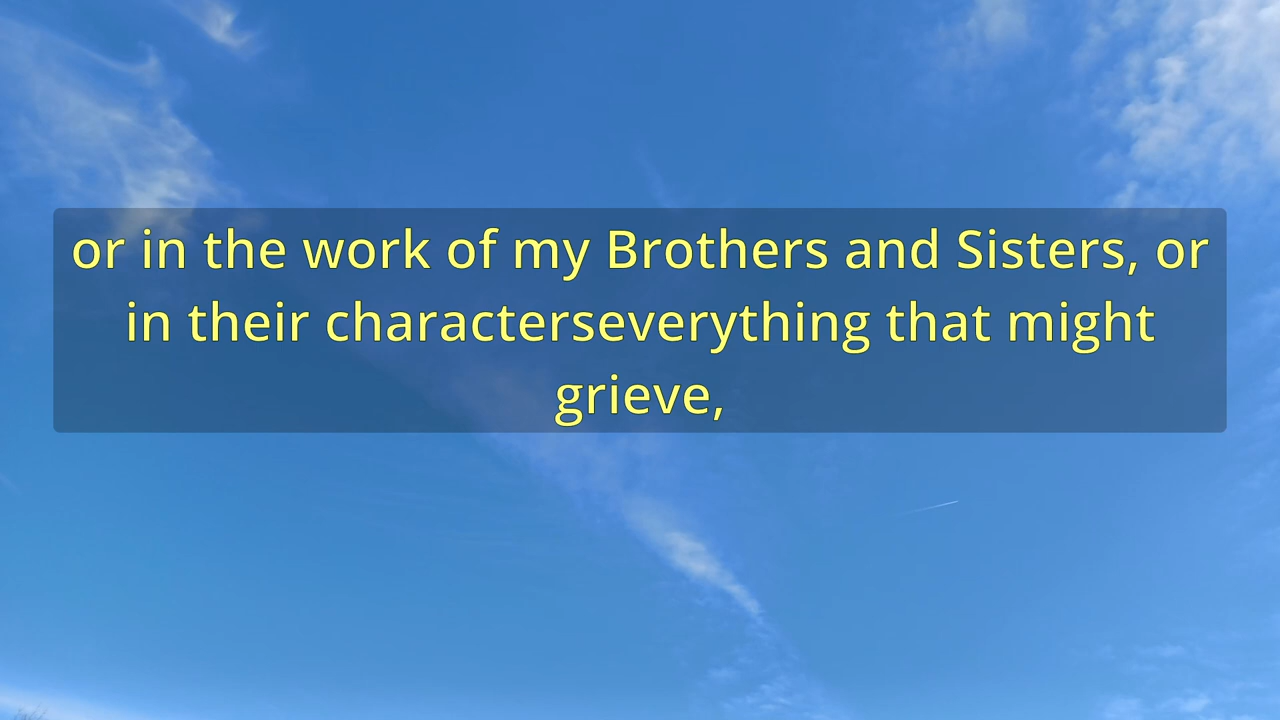 or in the work of my Brothers and Sisters, or
in their characterseverything that might
grieve,